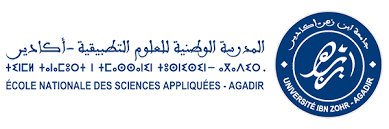 المدرسة الوطنية للعلوم التطبيقية -أكادير
ÉCOLE NATIONALE DES SCIENCES APPLIQUÉES - AGADIR
جامعة ابن زهر أكادير
UNIVERSITÉ IBN ZOHR - AGADIR